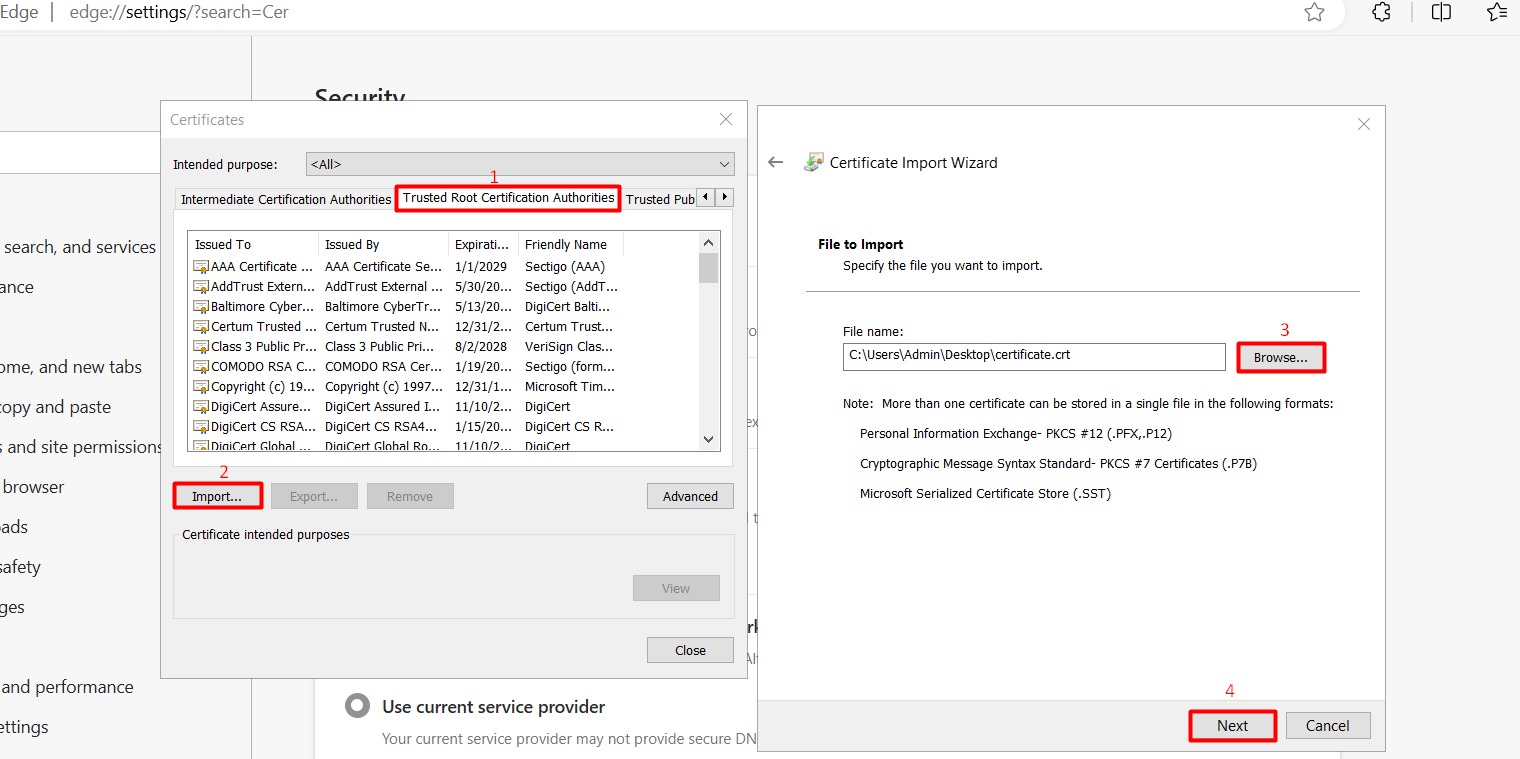 Edge | edge://settings/?search=Cer
Security
search, and services
ance
ome, and new tabs
copy and paste
s and site permissions
browser
oads
safety
ges
and performance
ettings
Certificates
Intended purpose: <All>
1
Intermediate Certification Authorities Trusted Root Certification Authorities Trusted Pub
Issued To Issued By Expirati... Friendly Name
AAA Certificate ... AAA Certificate Se... 1/1/2029 Sectigo (AAA)
AddTrust Extern... AddTrust External ... 5/30/20... Sectigo (AddT...
Baltimore Cyber... Baltimore CyberTr... 5/13/20... DigiCert Balti...
Certum Trusted ... Certum Trusted N... 12/31/2... Certum Trust...
Class 3 Public Pr... Class 3 Public Pri... 8/2/2028 VeriSign Clas...
COMODO RSA C... COMODO RSA Cer... 1/19/20... Sectigo (form...
Copyright (c) 19... Copyright (c) 1997... 12/31/1... Microsoft Tim...
DigiCert Assure... DigiCert Assured I... 11/10/2... DigiCert
DigiCert CS RSA... DigiCert CS RSA4... 1/15/20... DigiCert CS R...
DigiCert Global ... DigiCert Global Ro... 11/10/2... DigiCert
2
Import... Export... Remove Advanced
Certificate intended purposes
View
Close
Use current service provider
Your current service provider may not provide secure DN
Certificate Import Wizard
File to Import
Specify the file you want to import.
File name:
3
C:\Users\Admin\Desktop\certificate.crt Browse...
Note: More than one certificate can be stored in a single file in the following formats:
Personal Information Exchange- PKCS #12 (.PFX,.P12)
Cryptographic Message Syntax Standard- PKCS #7 Certificates (.P7B)
Microsoft Serialized Certificate Store (.SST)
4
Next Cancel